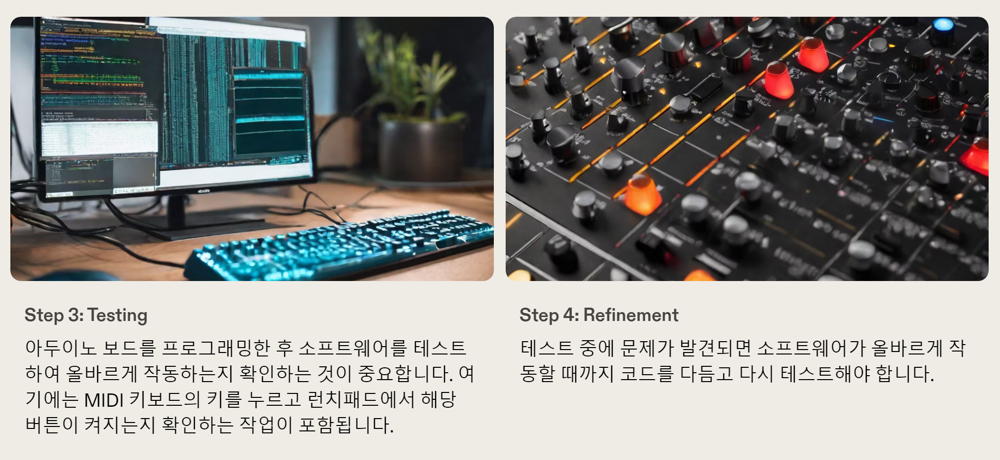 Step 3: Testing
아두이노 보드를 프로그래밍한 후 소프트웨어를 테스트
하여 올바르게 작동하는지 확인하는 것이 중요합니다. 여
기에는 MIDI 키보드의 키를 누르고 런치패드에서 해당
버튼이 켜지는지 확인하는 작업이 포함됩니다.
Step 4: Refinement
테스트 중에 문제가 발견되면 소프트웨어가 올바르게 작
동할 때까지 코드를 다듬고 다시 테스트해야 합니다.